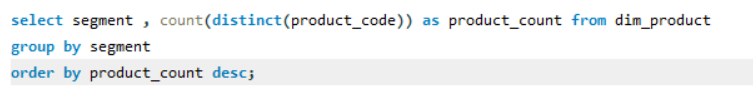 select segment , count(distinct(product_code)) as product_count from dim_product
group by segment
order by product_count desc;